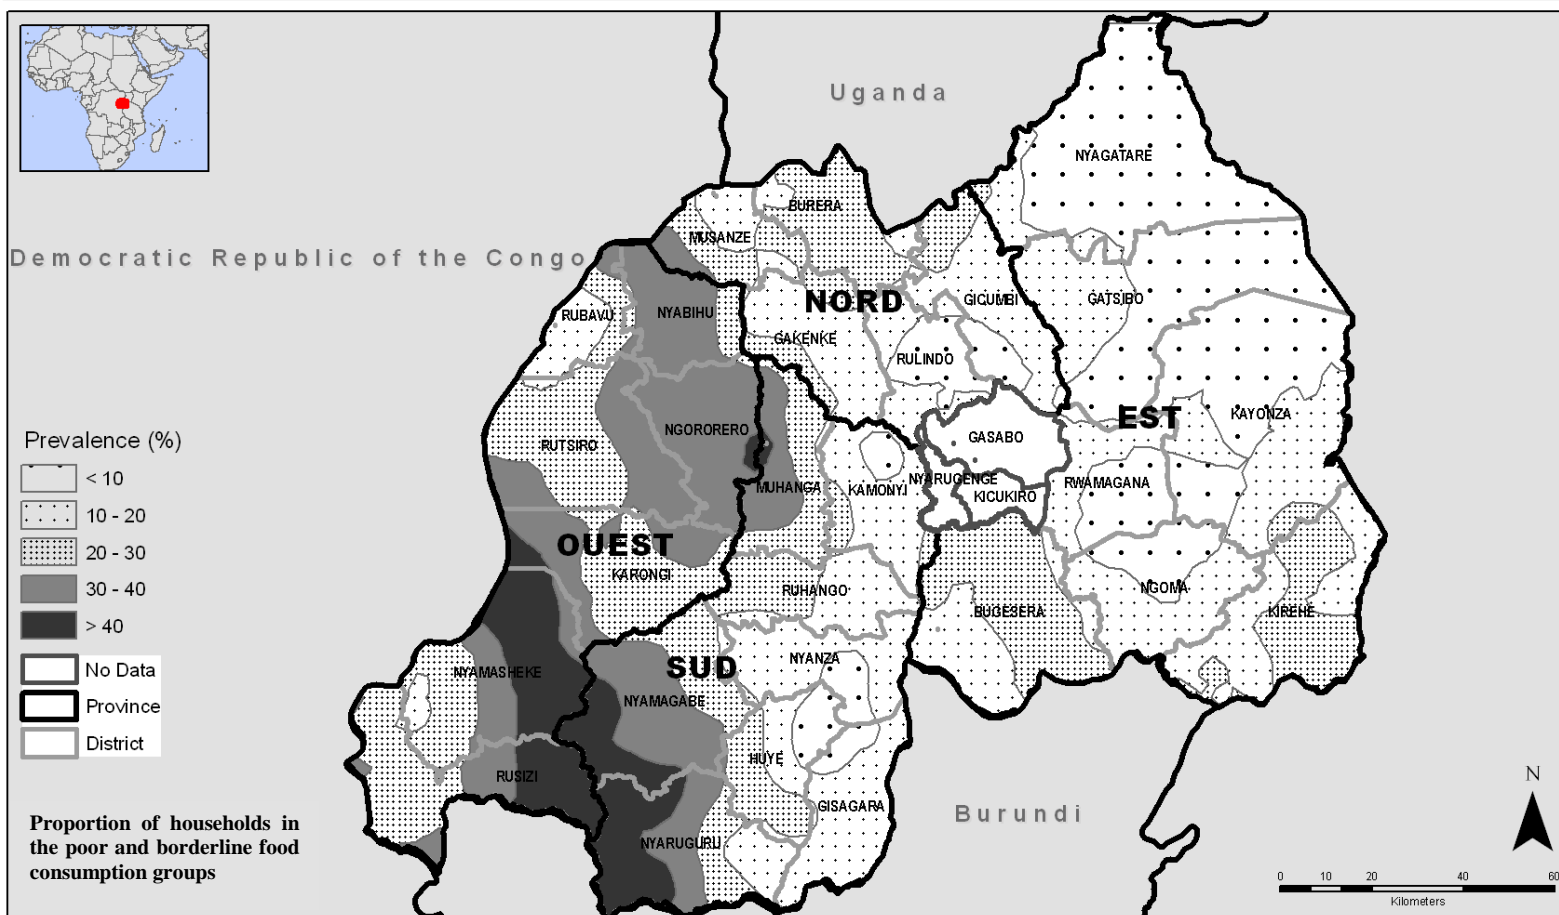 Uganda
NYAGATARE
BURERA
MUSANZE
Democratic Republic of the Congo
NORD
GICUMBI
GATSIBO
RUBAVU
NYABIHU
GAKENKE
RULINDO
KAYONZA
EST
NGORORERO
GASABO
RUTSIRO
Prevalence (%)
< 10
10 - 20
20 - 30
30 - 40
> 40
No Data
Province
District
MUHANGA
KAMONYI
NYARUGENGE
KICUKIRO
RWAMAGANA
OUEST
KARONGI
RUHANGO
BUGESERA
NGOMA
KIREHE
SUD
NYANZA
NYAMASHEKE
NYAMAGABE
HUYE
RUSIZI
GISAGARA
NYARUGURU
Burundi
N
Proportion of households in
the poor and borderline food
consumption groups
0 10 20 40 60
Kilometers